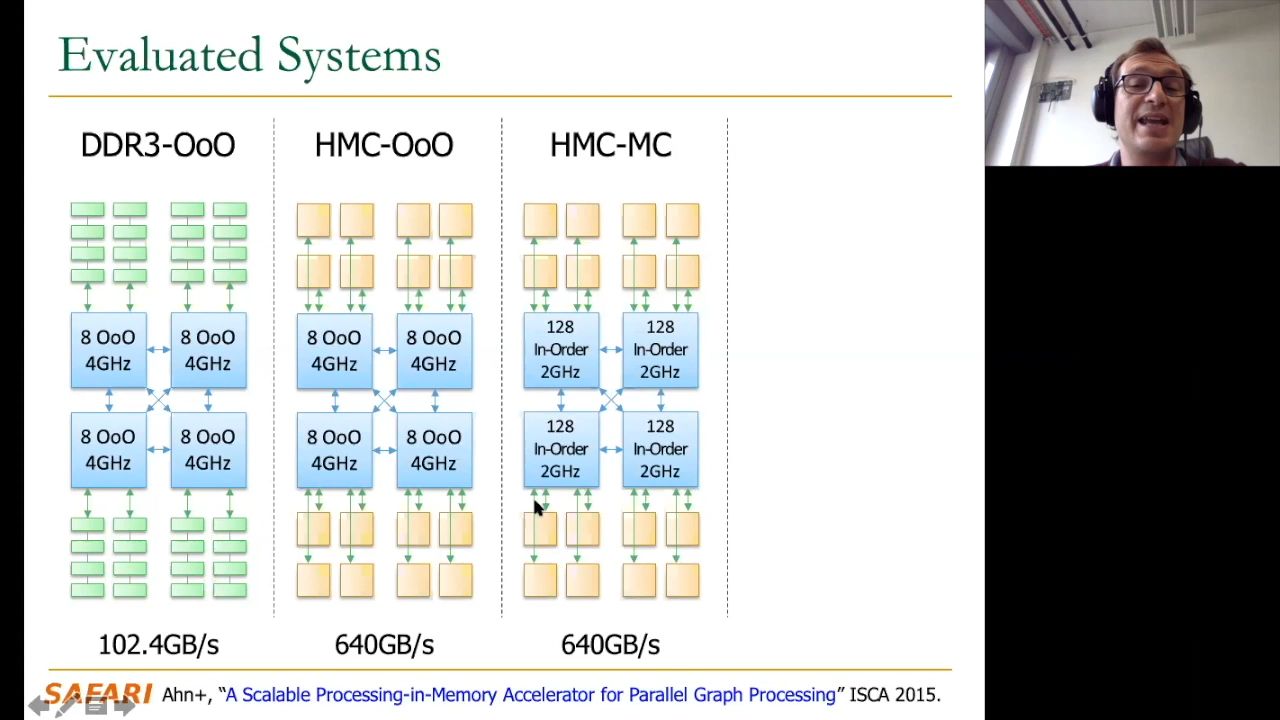 Evaluated Systems
DDR3-OoO
HMC-OoO
HMC-MC
8 OoO
4GHz
8 OoO
4GHz
8 OoO
4GHz
8 OoO
4GHz
8 OoO
4GHz
8 OoO
4GHz
8 OoO
4GHz
8 OoO
4GHz
128
In-Order
2GHz
128
In-Order
2GHz
128
In-Order
2GHz
128
In-Order
2GHz
102.4GB/s
640GB/s
640GB/s
SAFARI
Ahn+, “A Scalable Processing-in-Memory Accelerator for Parallel Graph Processing” ISCA 2015.